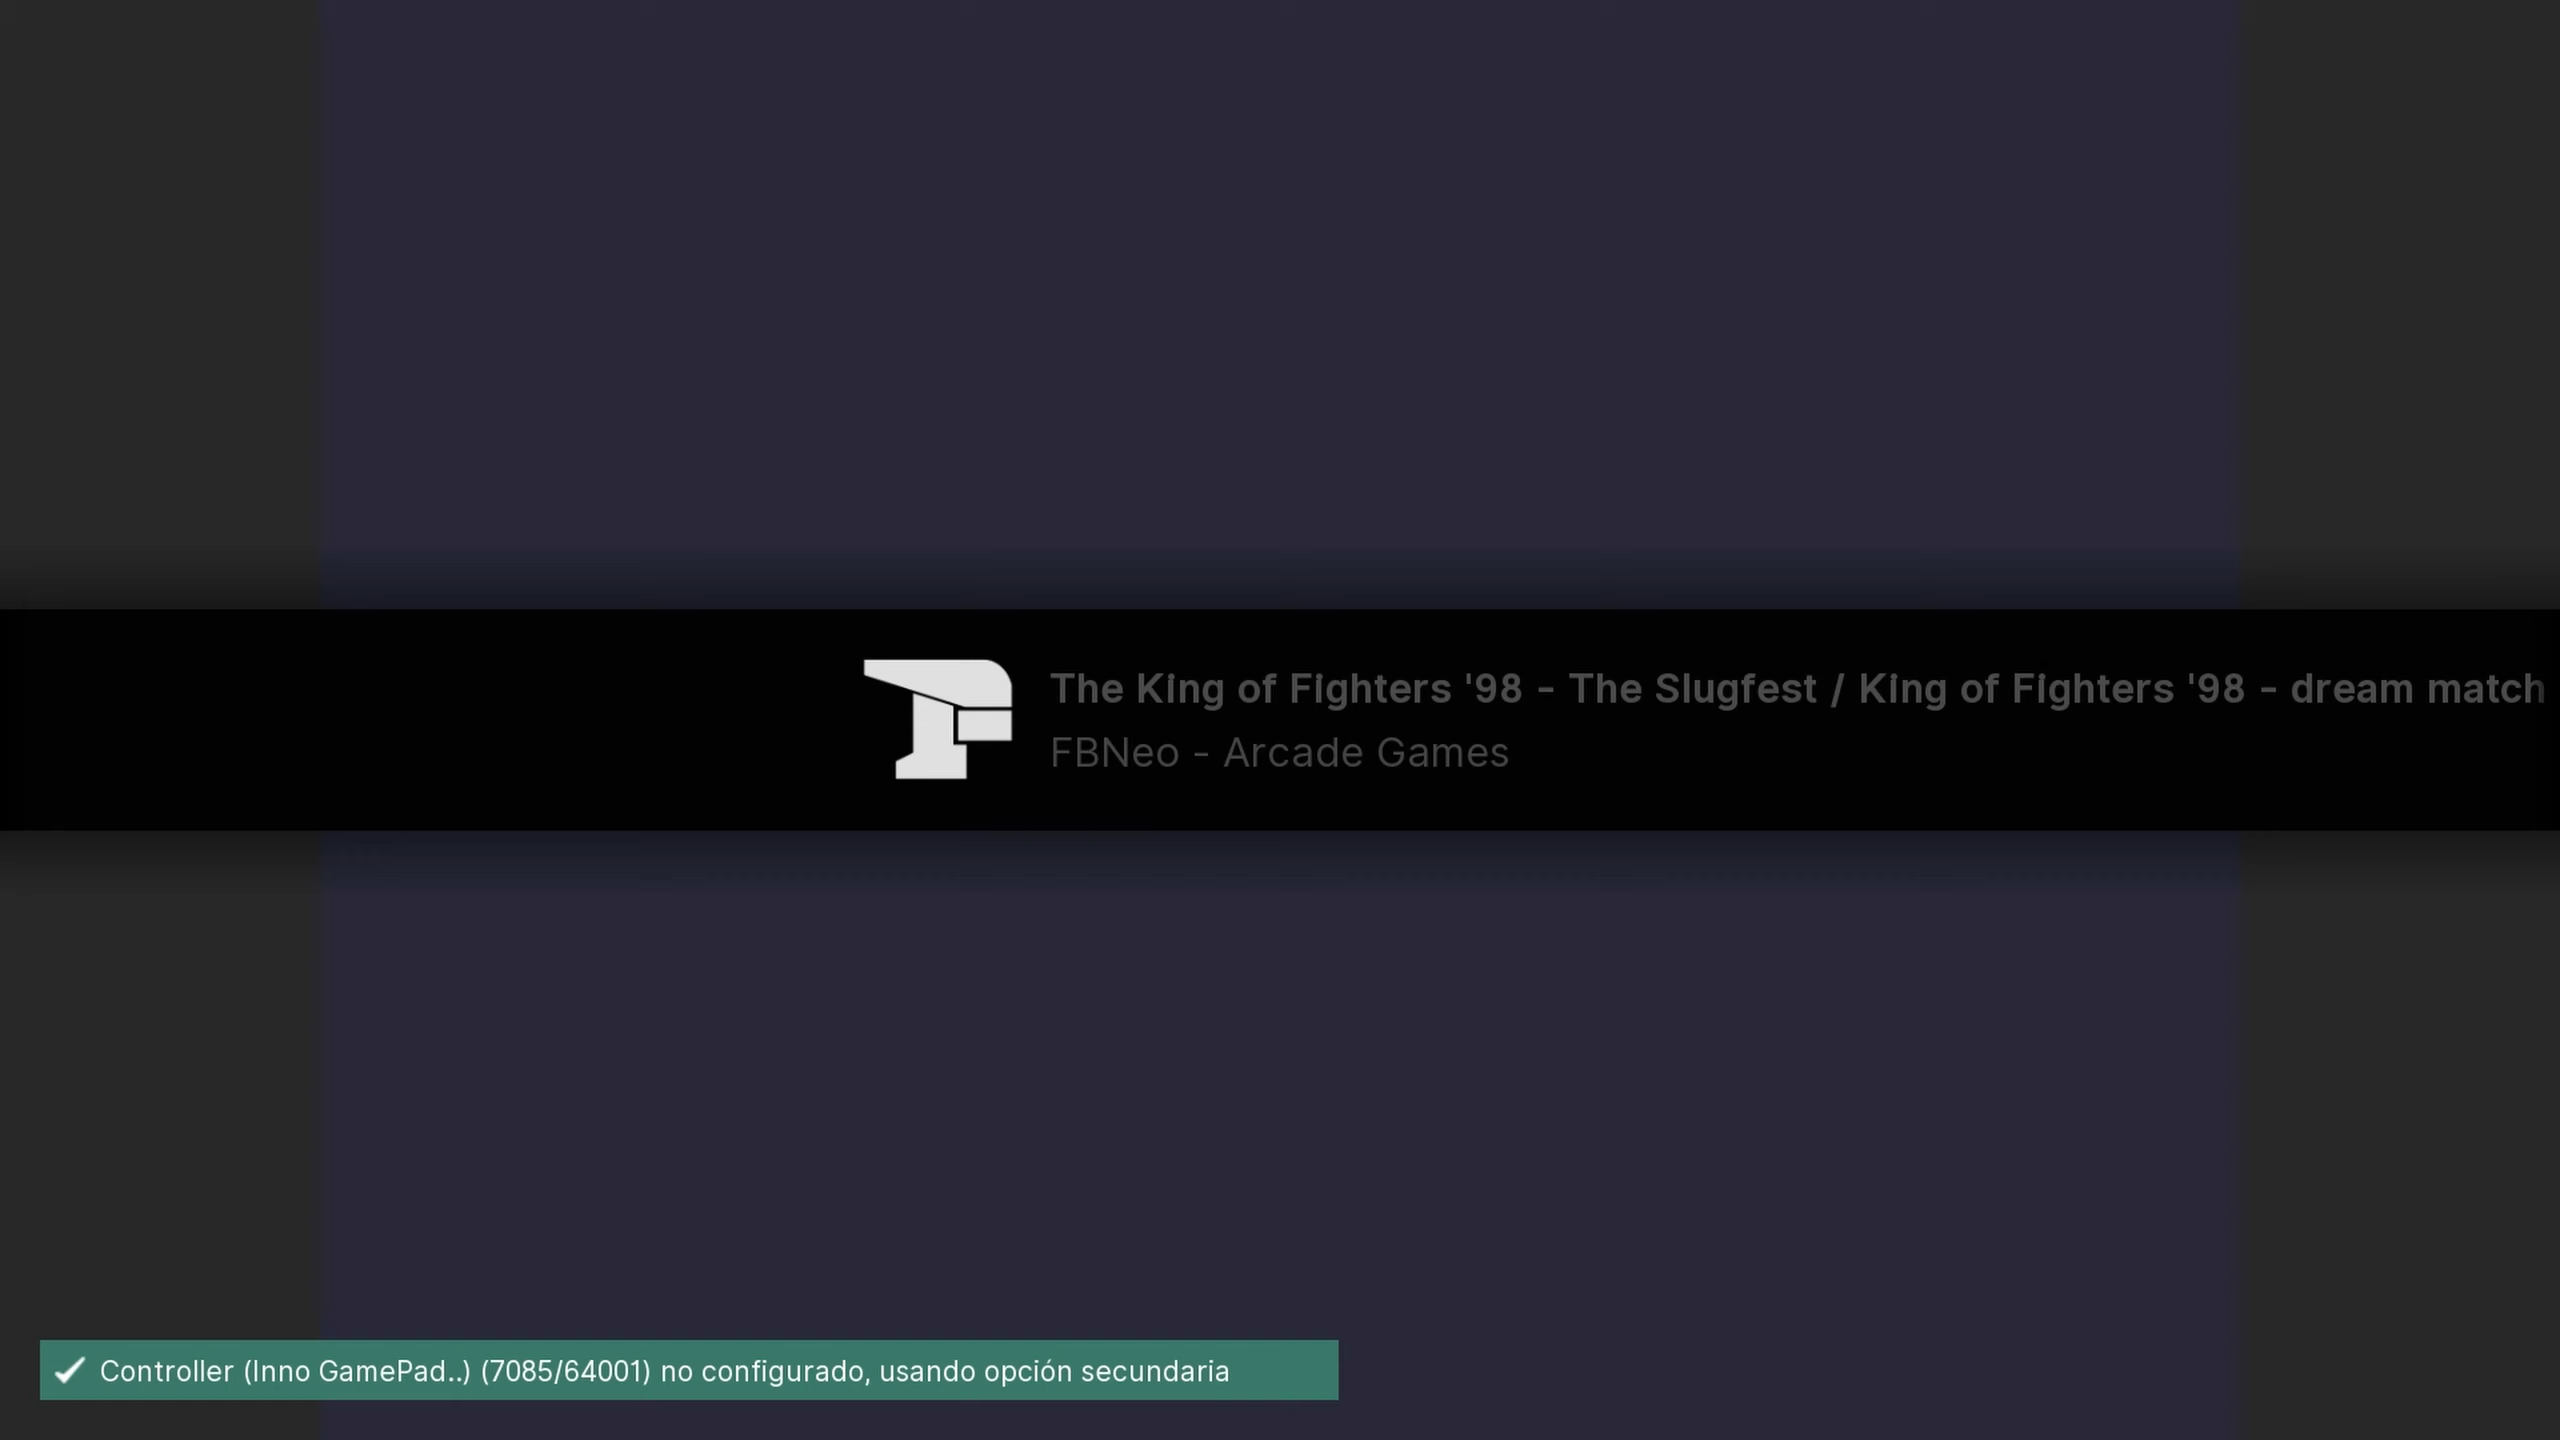 The King of Fighters '98 - The Slugfest / King of Fighters '98 - dream match
FBNeo - Arcade Games
Controller (Inno GamePad..) (7085/64001) no configurado, usando opción secundaria